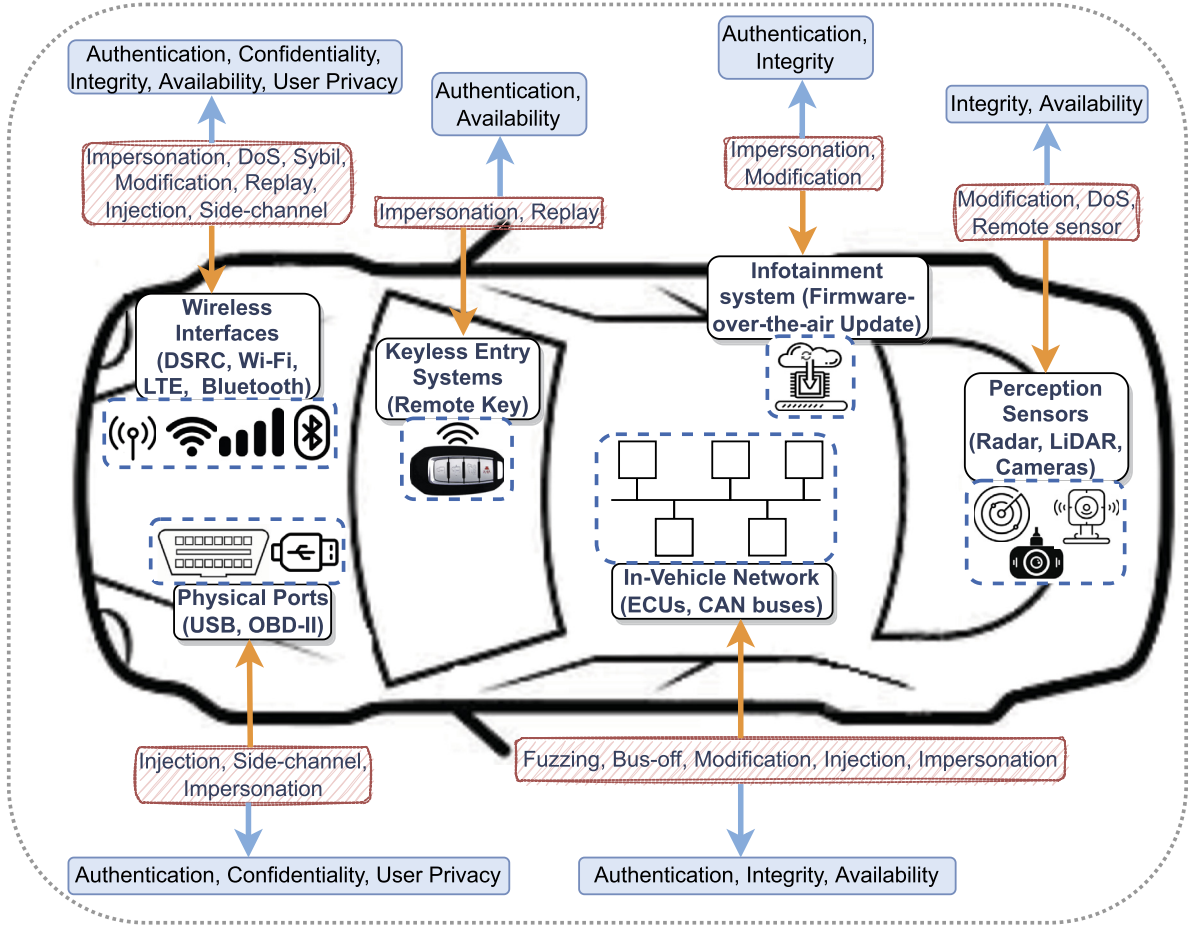 Authentication, Confidentiality,
Integrity, Availability, User Privacy
Impersonation, DoS, Sybil,
Modification, Replay,
Injection, Side-channel
Wireless
Interfaces
(DSRC, Wi-Fi,
LTE, Bluetooth)
Authentication,
Availability
Impersonation, Replay
Keyless Entry
Systems
(Remote Key)
Authentication,
Integrity
Impersonation,
Modification
Infotainment
system (Firmware-
over-the-air Update)
Integrity, Availability
Modification, DoS,
Remote sensor
Perception
Sensors
(Radar, LiDAR,
Cameras)
Physical Ports
(USB, OBD-II)
Injection, Side-channel,
Impersonation
Authentication, Confidentiality, User Privacy
In-Vehicle Network
(ECUs, CAN buses)
Fuzzing, Bus-off, Modification, Injection, Impersonation
Authentication, Integrity, Availability